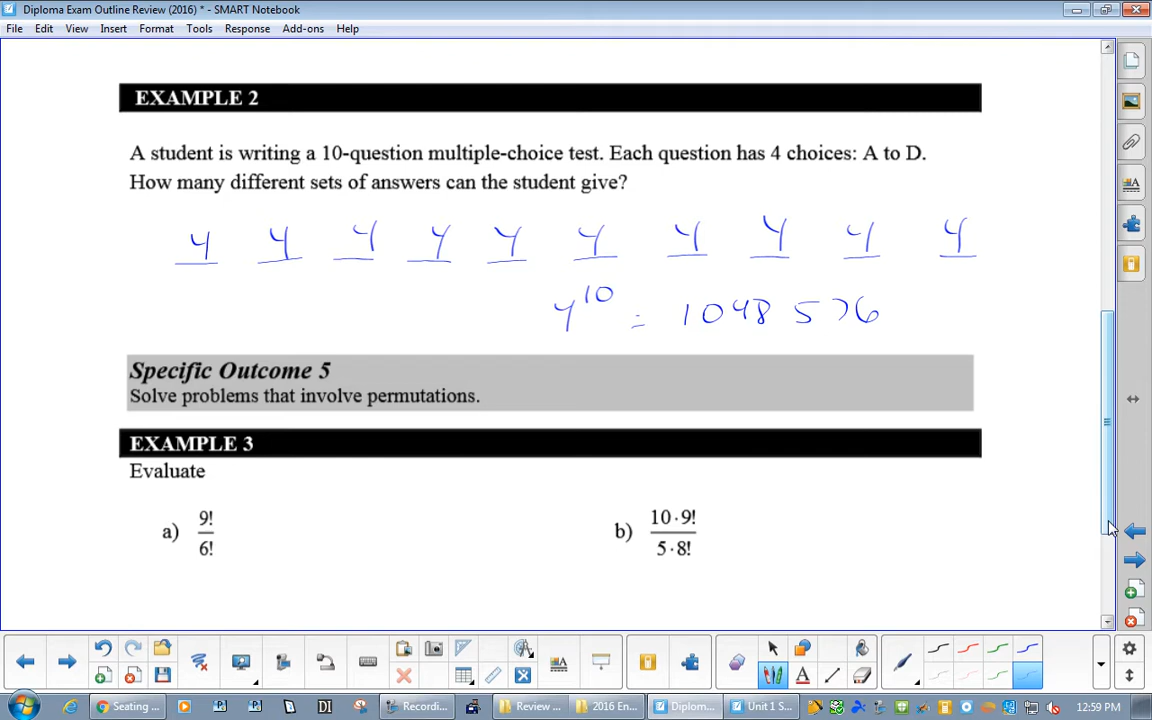 Diploma Exam Outline Review (2016) * - SMART Notebook
File Edit View Insert Format Tools Response Add-ons Help
EXAMPLE 2
A student is writing a 10-question multiple-choice test. Each question has 4 choices: A to D.
How many different sets of answers can the student give?
4 4 4 4 4 4 4 4 4 4
4^10 = 1048 576
Specific Outcome 5
Solve problems that involve permutations.
EXAMPLE 3
Evaluate
a) 9!/6! b) 10·9!/5·8!
Seating ... Recordi... Review ... 2016 En... Diplom... Unit 1 S... 12:59 PM